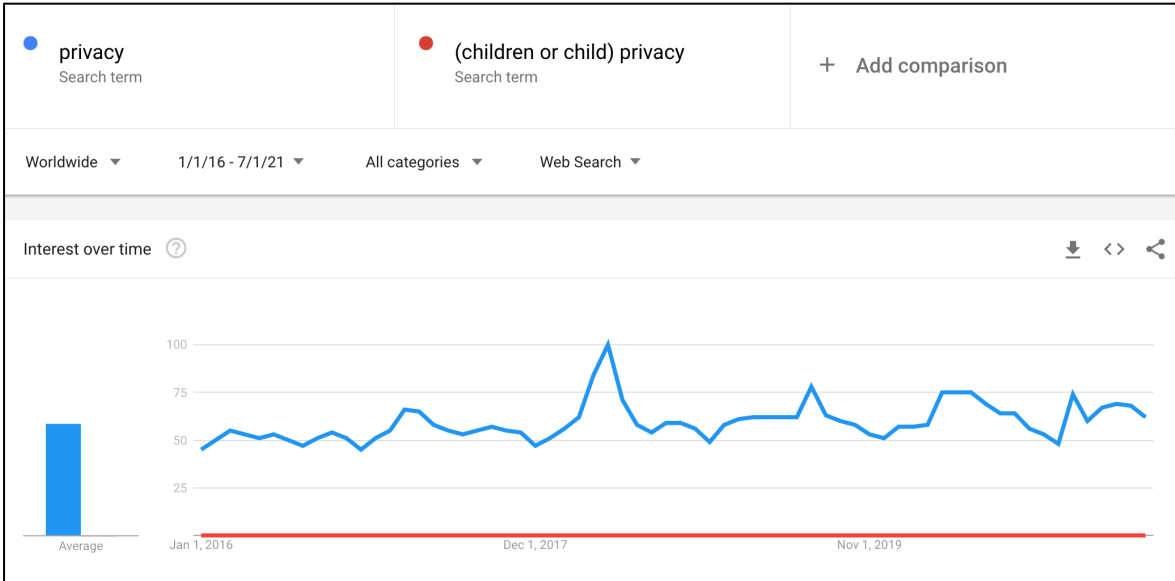 privacy
Search term
(children or child) privacy
Search term
+ Add comparison
Worldwide
1/1/16 - 7/1/21
All categories
Web Search
Interest over time ?
100
75
50
25
Average
Jan 1, 2016
Dec 1, 2017
Nov 1, 2019